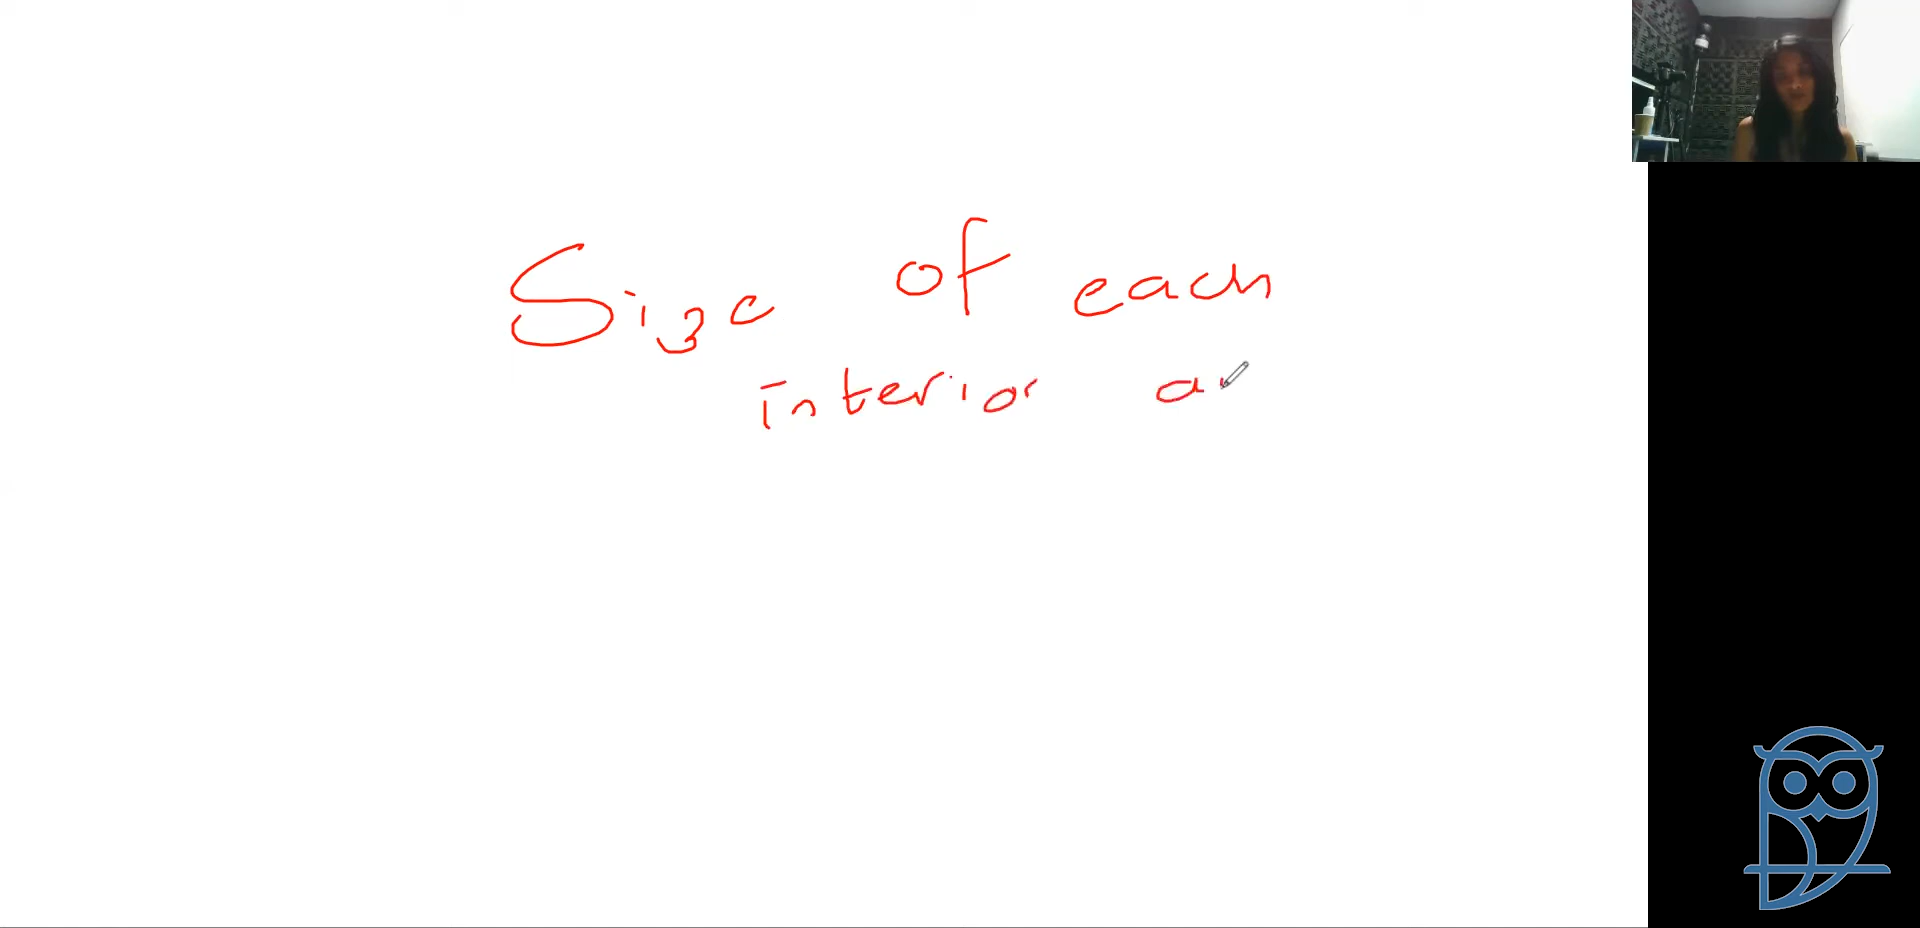 Size of each
interior a